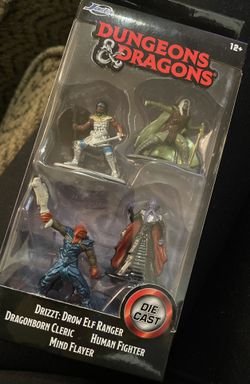 Jada
12+
DUNGEONS
& DRAGONS
DIE
CAST
DRIZZT: DROW ELF RANGER
DRAGONBORN CLERIC HUMAN FIGHTER
MIND FLAYER